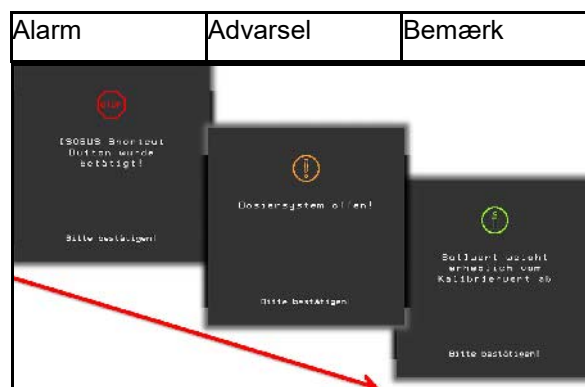 Alarm
Advarsel
Bemærk
STOP
ISOBUS Shortcut
Button wurde
betätigt!
Bitte bestätigen!
Dosiersystem offen!
Bitte bestätigen!
Sollwert weicht
erheblich vom
Kalibrierwert ab
Bitte bestätigen!